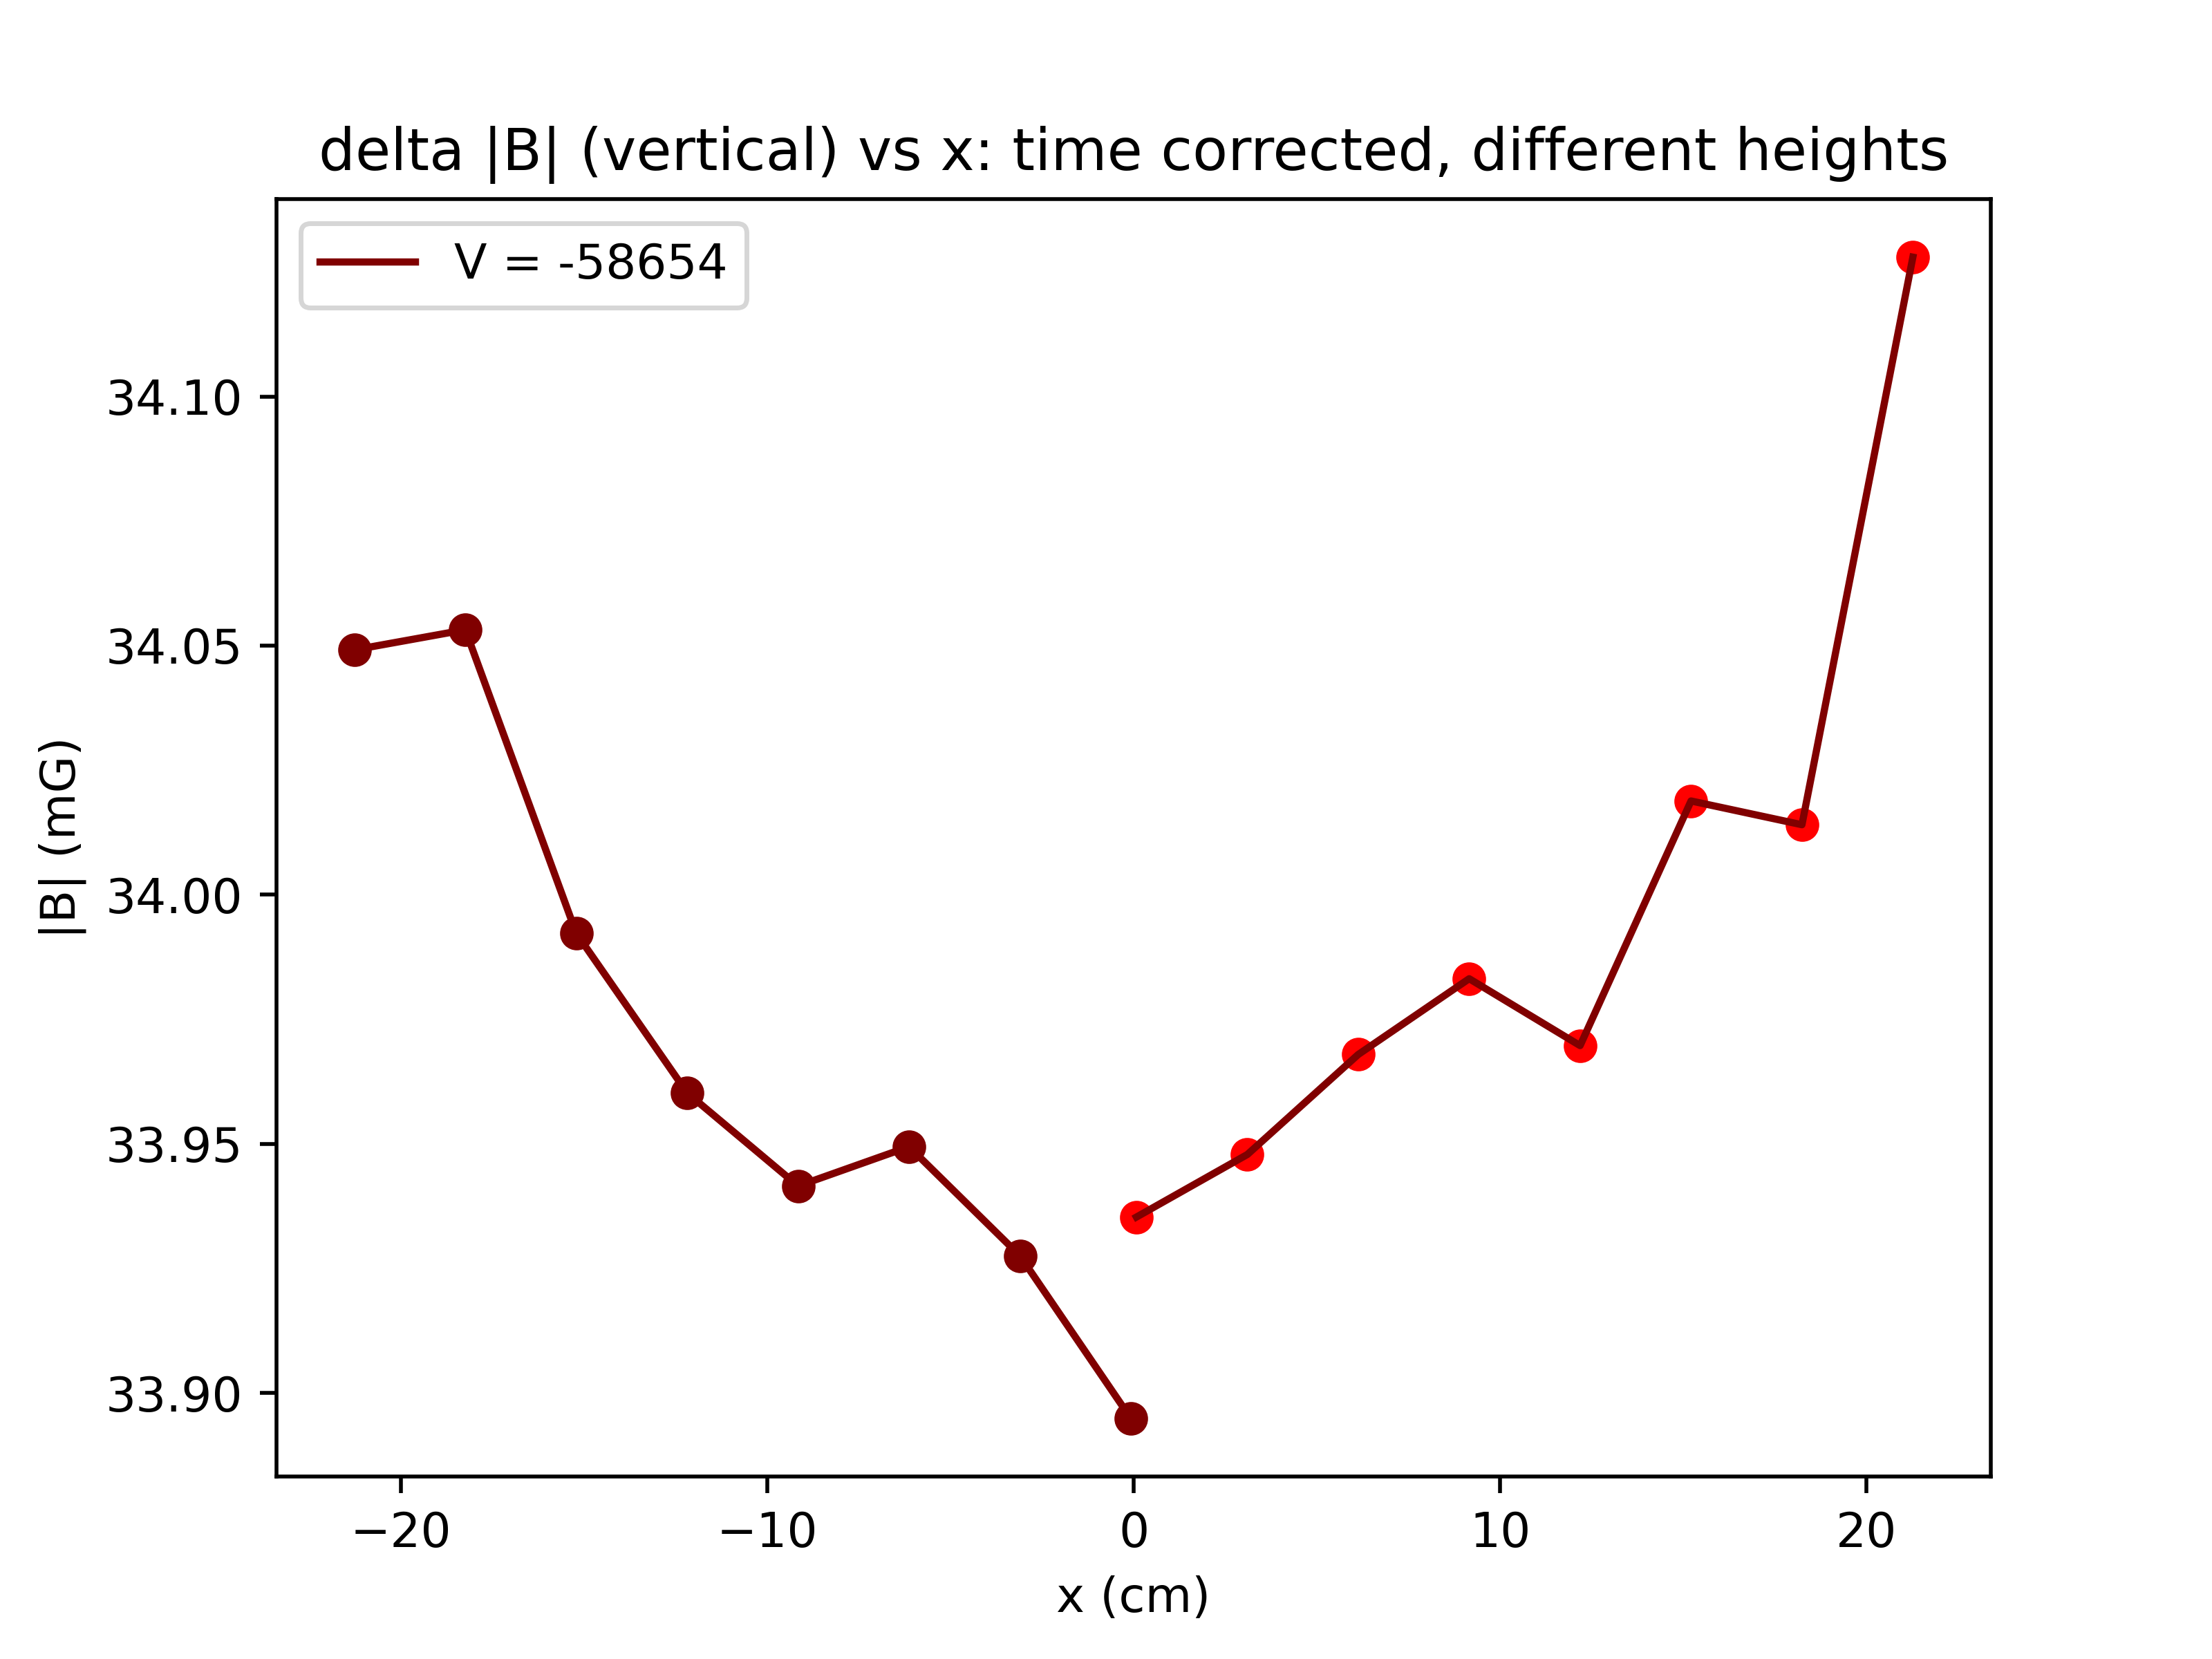 delta |B| (vertical) vs x: time corrected, different heights
V = -58654
34.10
34.05
34.00
33.95
33.90
|B| (mG)
−20 −10 0 10 20
x (cm)